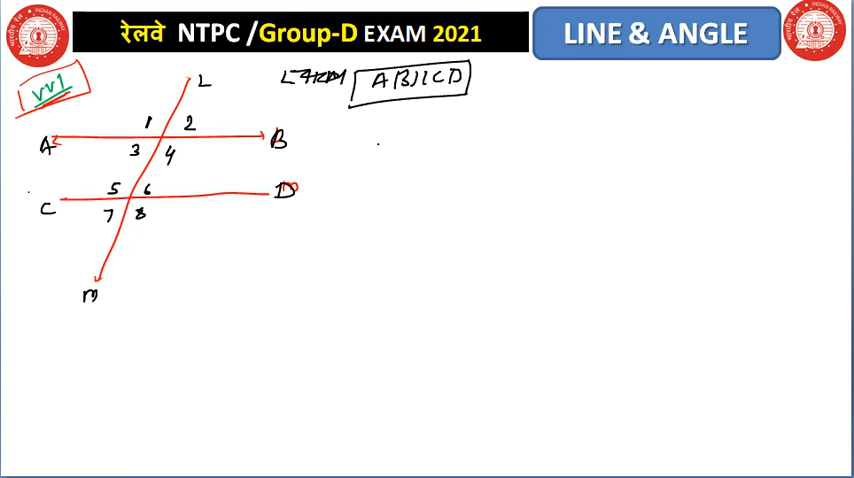 रेलवे NTPC /Group-D EXAM 2021
LINE & ANGLE
VV1
L
AB||CD
1 2
A B
3 4
5 6
C D
7 8
m